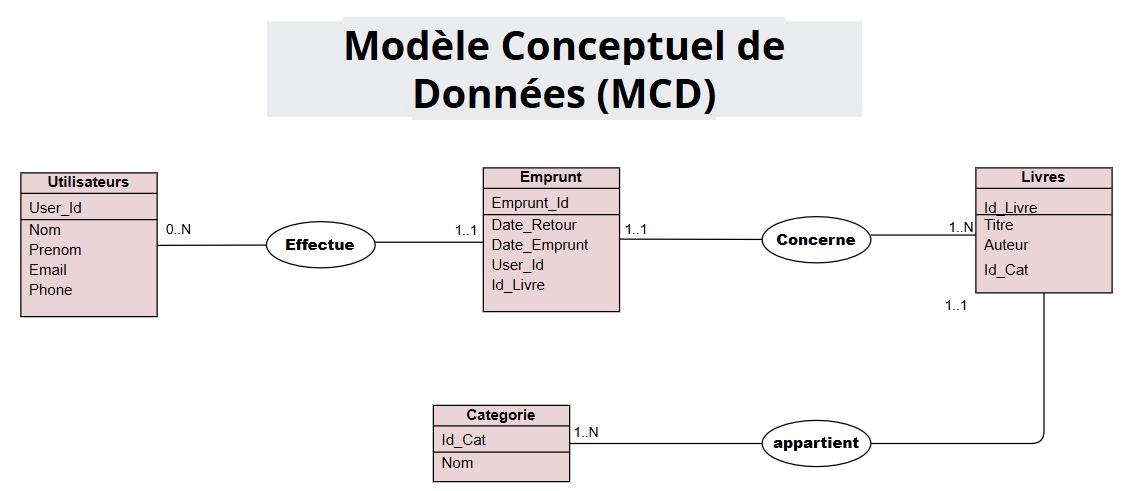 Modèle Conceptuel de
Données (MCD)
Utilisateurs
User_Id
Nom
Prenom
Email
Phone
0..N
Effectue
1..1
Emprunt
Emprunt_Id
Date_Retour
Date_Emprunt
User_Id
Id_Livre
1..1
Concerne
1..N
Livres
Id_Livre
Titre
Auteur
Id_Cat
1..1
Categorie
Id_Cat
Nom
1..N
appartient